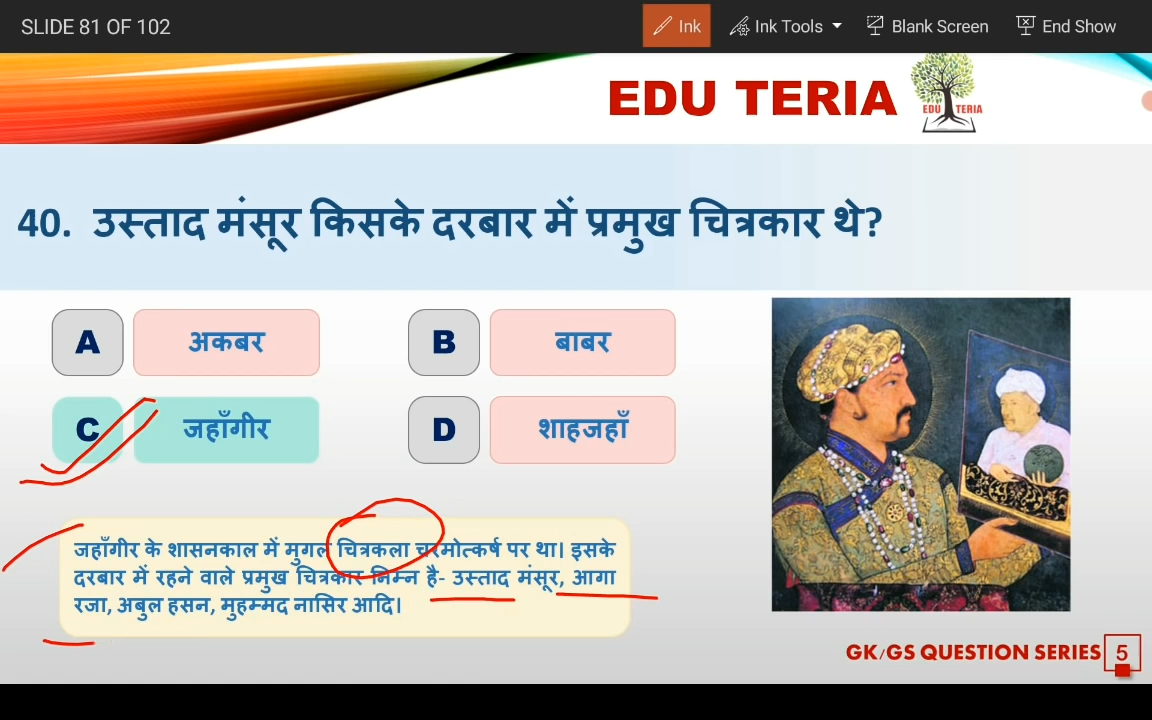 SLIDE 81 OF 102
Ink
Ink Tools
Blank Screen
End Show
EDU TERIA
EDU TERIA
40. उस्ताद मंसूर किसके दरबार में प्रमुख चित्रकार थे?
A अकबर
B बाबर
C जहाँगीर
D शाहजहाँ
जहाँगीर के शासनकाल में मुगल चित्रकला चरमोत्कर्ष पर था। इसके
दरबार में रहने वाले प्रमुख चित्रकार निम्न है- उस्ताद मंसूर, आगा
रजा, अबुल हसन, मुहम्मद नासिर आदि।
GK/GS QUESTION SERIES 5